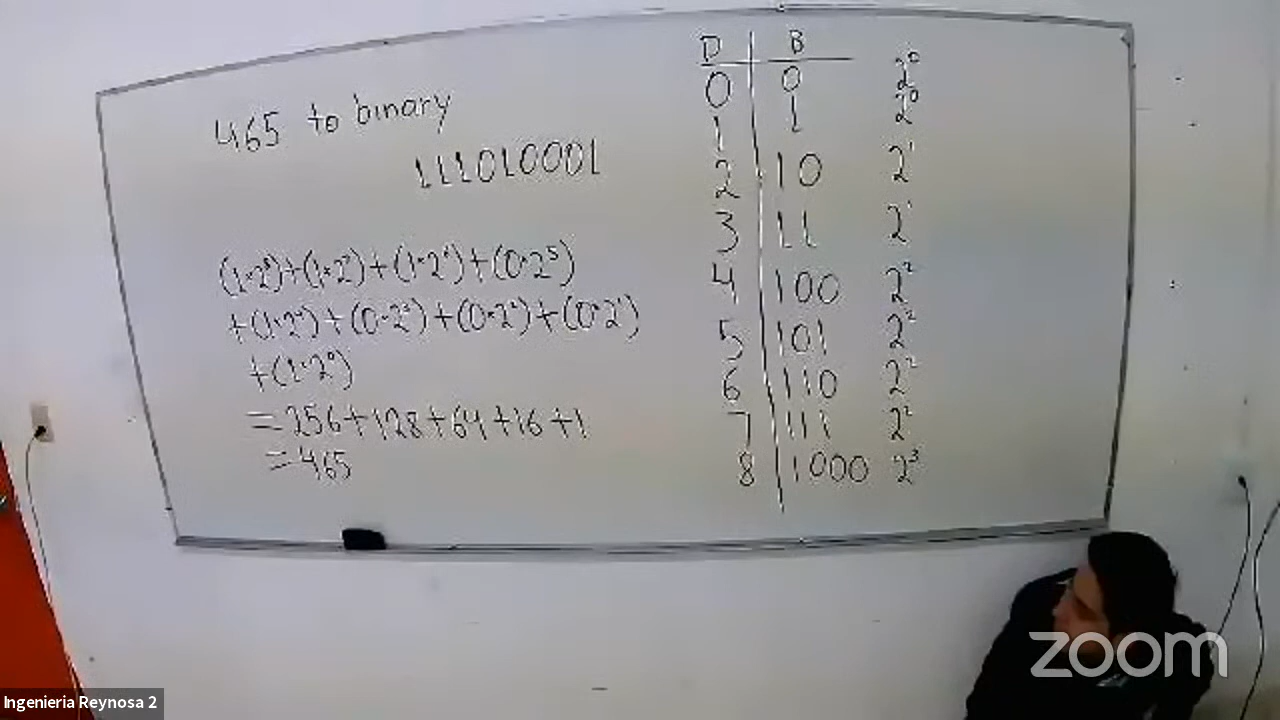 465 to binary
111010001
(1·2⁸)+(1·2⁷)+(1·2⁶)+(0·2⁵)
+(1·2⁴)+(0·2³)+(0·2²)+(0·2¹)
+(1·2⁰)
=256+128+64+16+1
=465
D B
0 0 2⁰
1 1 2⁰
2 10 2¹
3 11 2¹
4 100 2²
5 101 2²
6 110 2²
7 111 2²
8 1000 2³
zoom
Ingenieria Reynosa 2